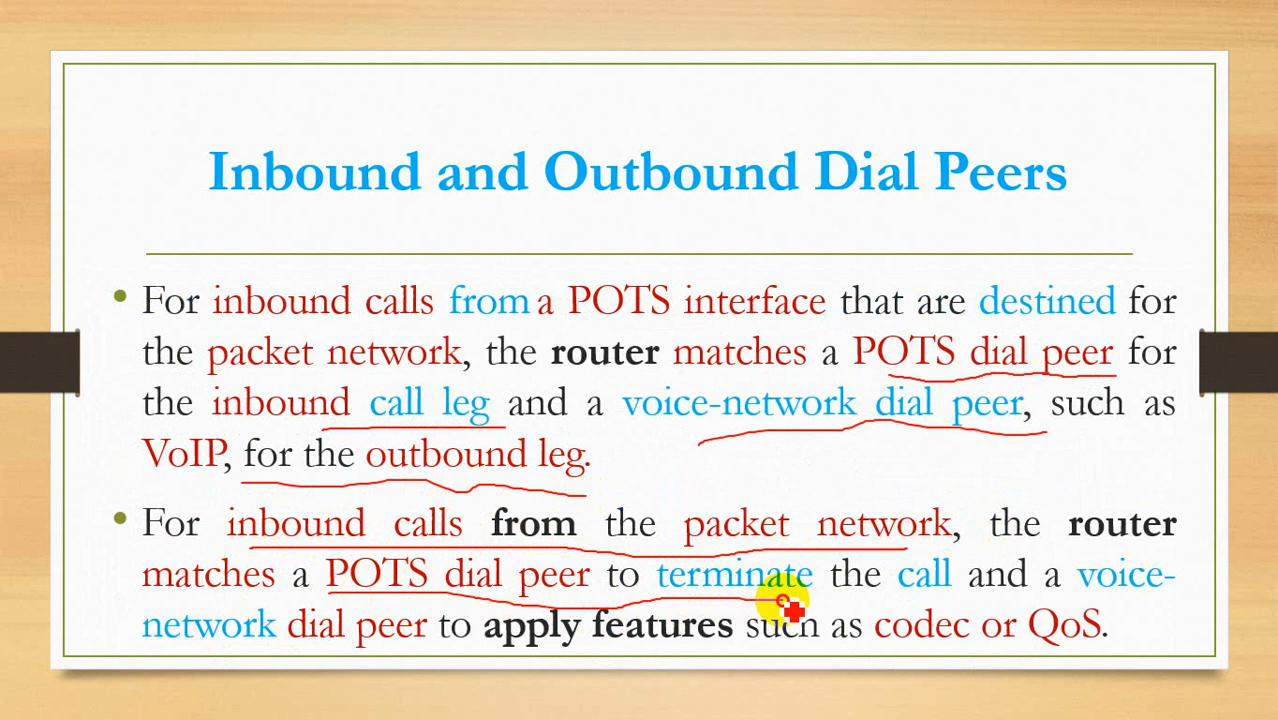 Inbound and Outbound Dial Peers
• For inbound calls from a POTS interface that are destined for
the packet network, the router matches a POTS dial peer for
the inbound call leg and a voice-network dial peer, such as
VoIP, for the outbound leg.
• For inbound calls from the packet network, the router
matches a POTS dial peer to terminate the call and a voice-
network dial peer to apply features such as codec or QoS.